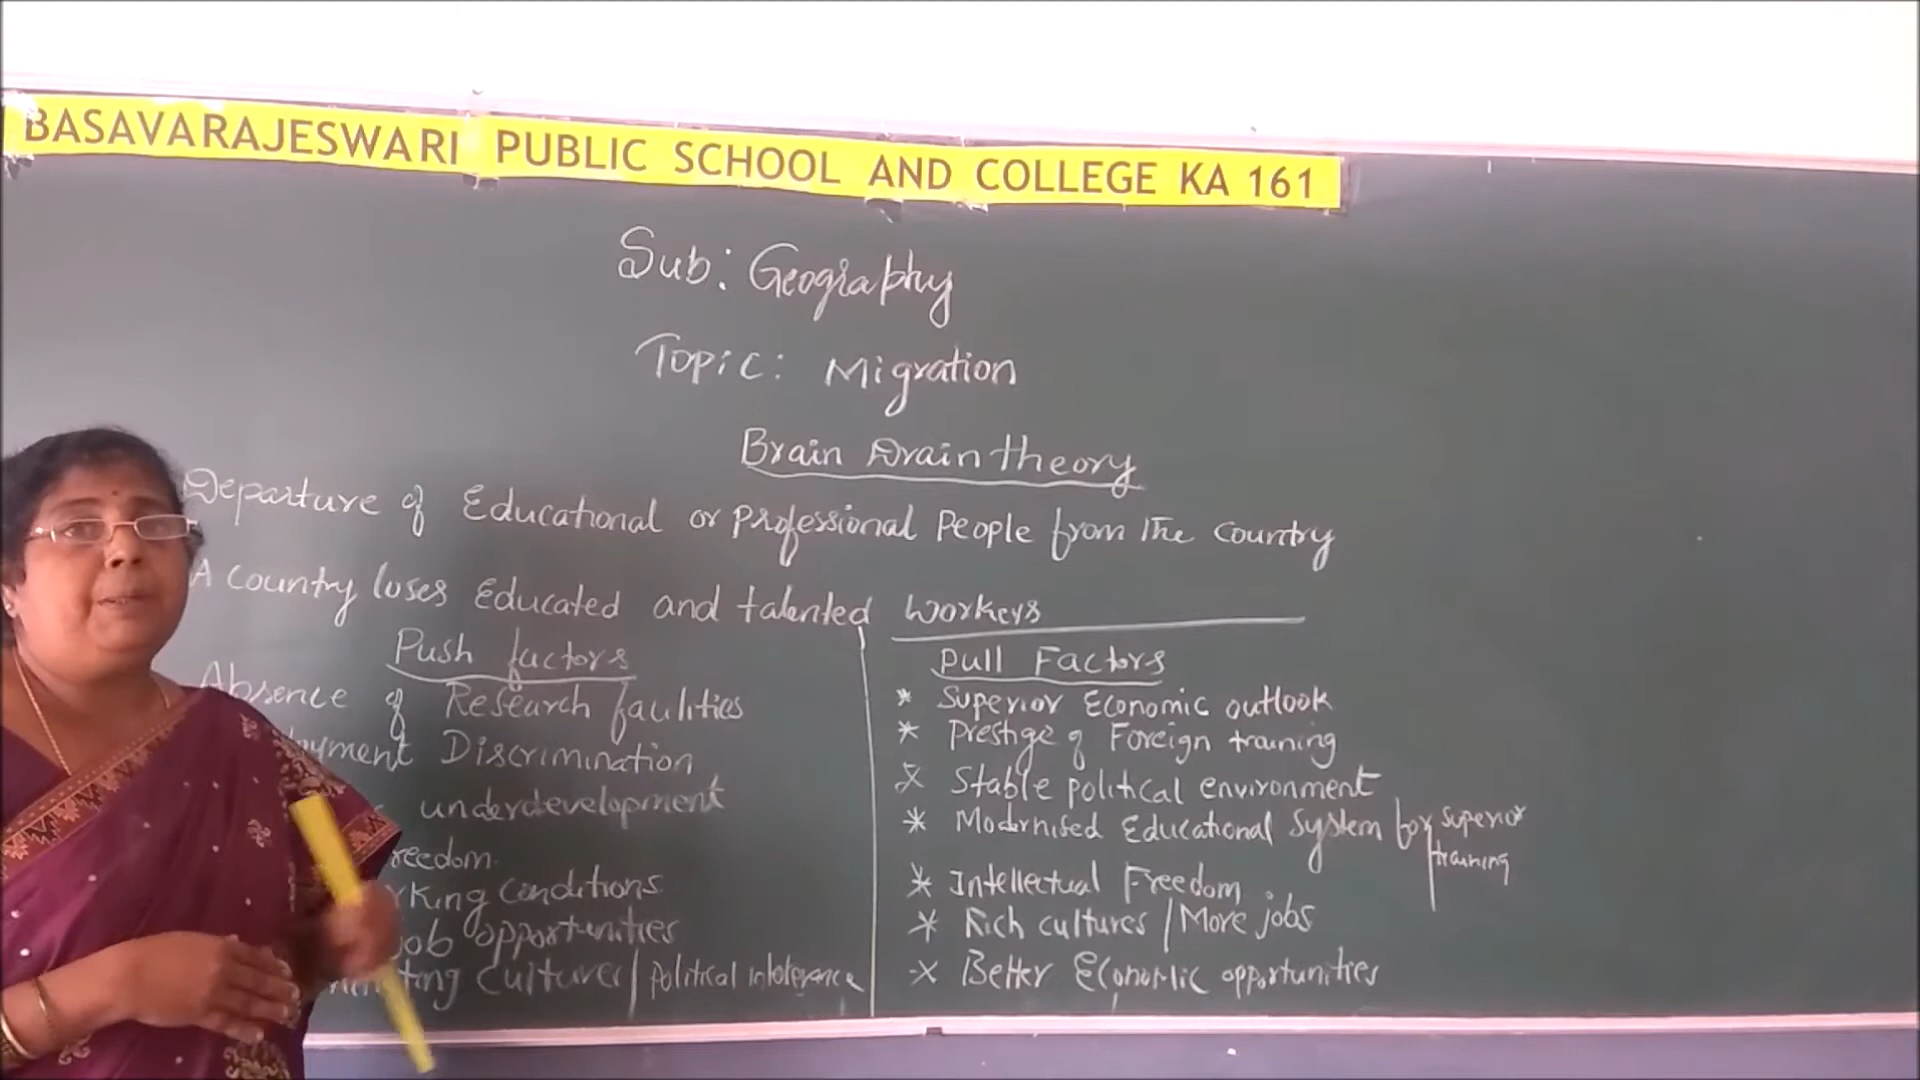 BASAVARAJESWARI PUBLIC SCHOOL AND COLLEGE KA 161
Sub: Geography
Topic: Migration
Brain Drain theory
Departure of Educational or professional People from the country
A country loses Educated and talented workers
Push factors
Absence of Research facilities
Discrimination
underdevelopment
conditions
job opportunities
cultures / political intolerance
Pull Factors
* Superior Economic outlook
* Prestige of Foreign training
* Stable political environment
* Modernised Educational System for superior
training
* Intellectual Freedom
* Rich cultures / More jobs
* Better Economic opportunities